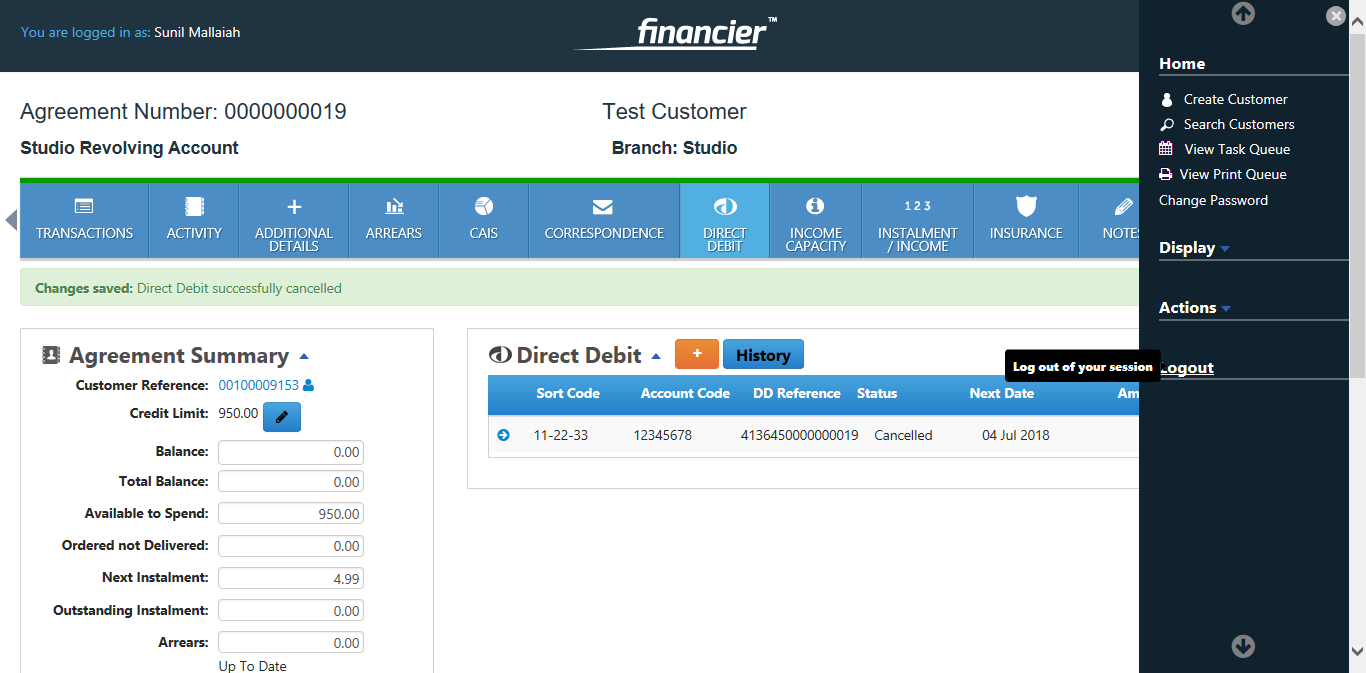 You are logged in as: Sunil Mallaiah
financier™
Agreement Number: 0000000019
Test Customer
Studio Revolving Account
Branch: Studio
TRANSACTIONS
ACTIVITY
ADDITIONAL
DETAILS
ARREARS
CAIS
CORRESPONDENCE
DIRECT
DEBIT
INCOME
CAPACITY
1 2 3
INSTALMENT
/ INCOME
INSURANCE
NOTES
Changes saved: Direct Debit successfully cancelled
Agreement Summary
Customer Reference: 00100009153
Credit Limit: 950.00
Balance: 0.00
Total Balance: 0.00
Available to Spend: 950.00
Ordered not Delivered: 0.00
Next Instalment: 4.99
Outstanding Instalment: 0.00
Arrears: 0.00
Up To Date
Direct Debit + History
Sort Code Account Code DD Reference Status Next Date Am
11-22-33 12345678 4136450000000019 Cancelled 04 Jul 2018
Home
Create Customer
Search Customers
View Task Queue
View Print Queue
Change Password
Display
Actions
Log out of your session
Logout